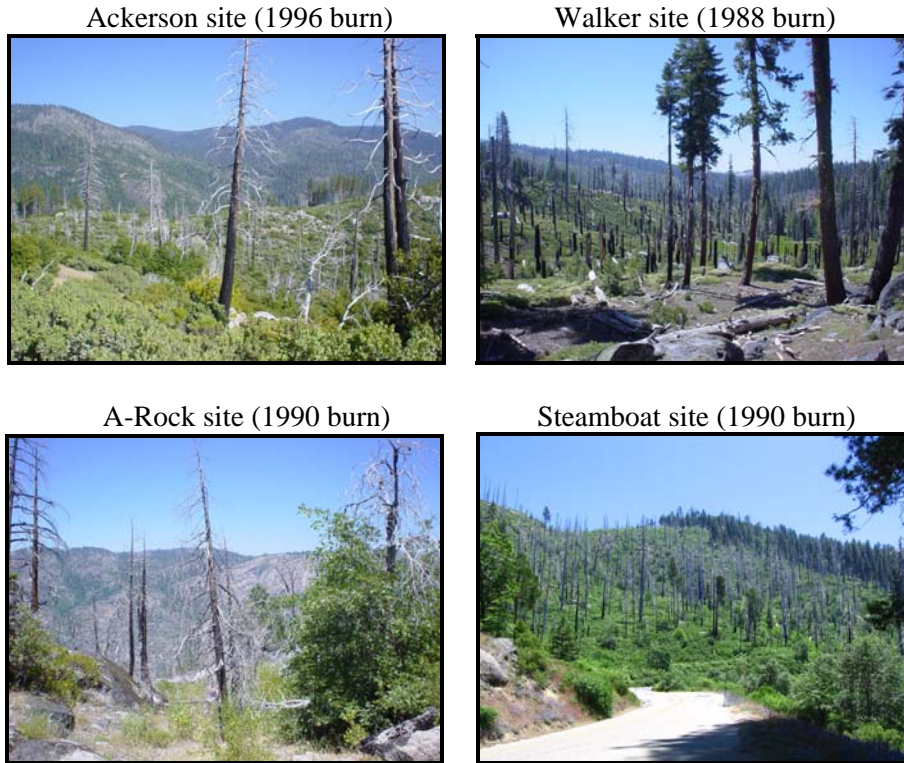 Ackerson site (1996 burn)
Walker site (1988 burn)
A-Rock site (1990 burn)
Steamboat site (1990 burn)